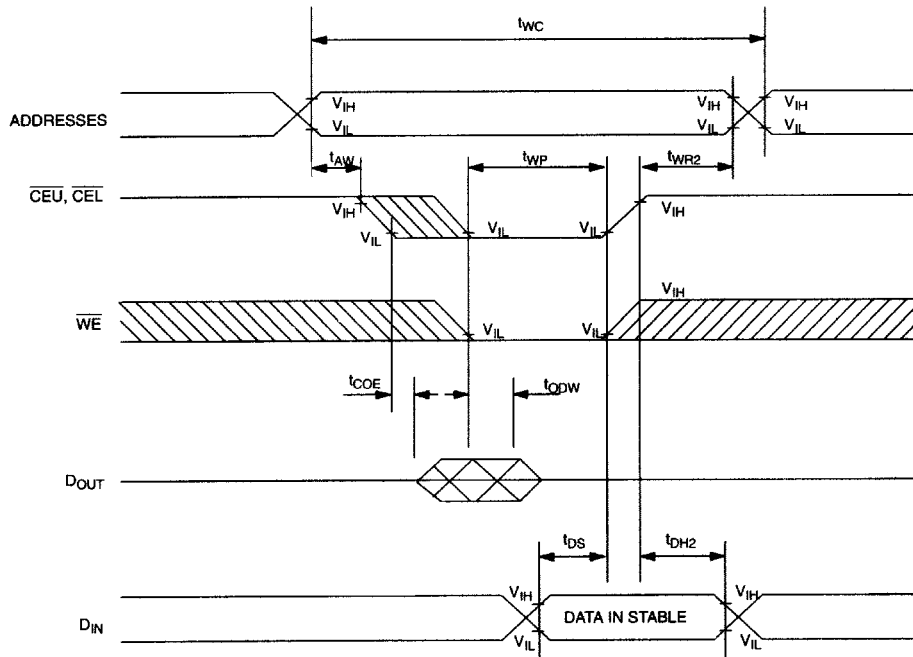 tWC
ADDRESSES
VIH VIH VIH
VIL VIL VIL
tAW tWP tWR2
CEU, CEL
VIH VIH
VIL VIL VIL
VIH
WE
VIL VIL
tCOE tODW
DOUT
tDS tDH2
VIH VIH
DIN DATA IN STABLE
VIL VIL